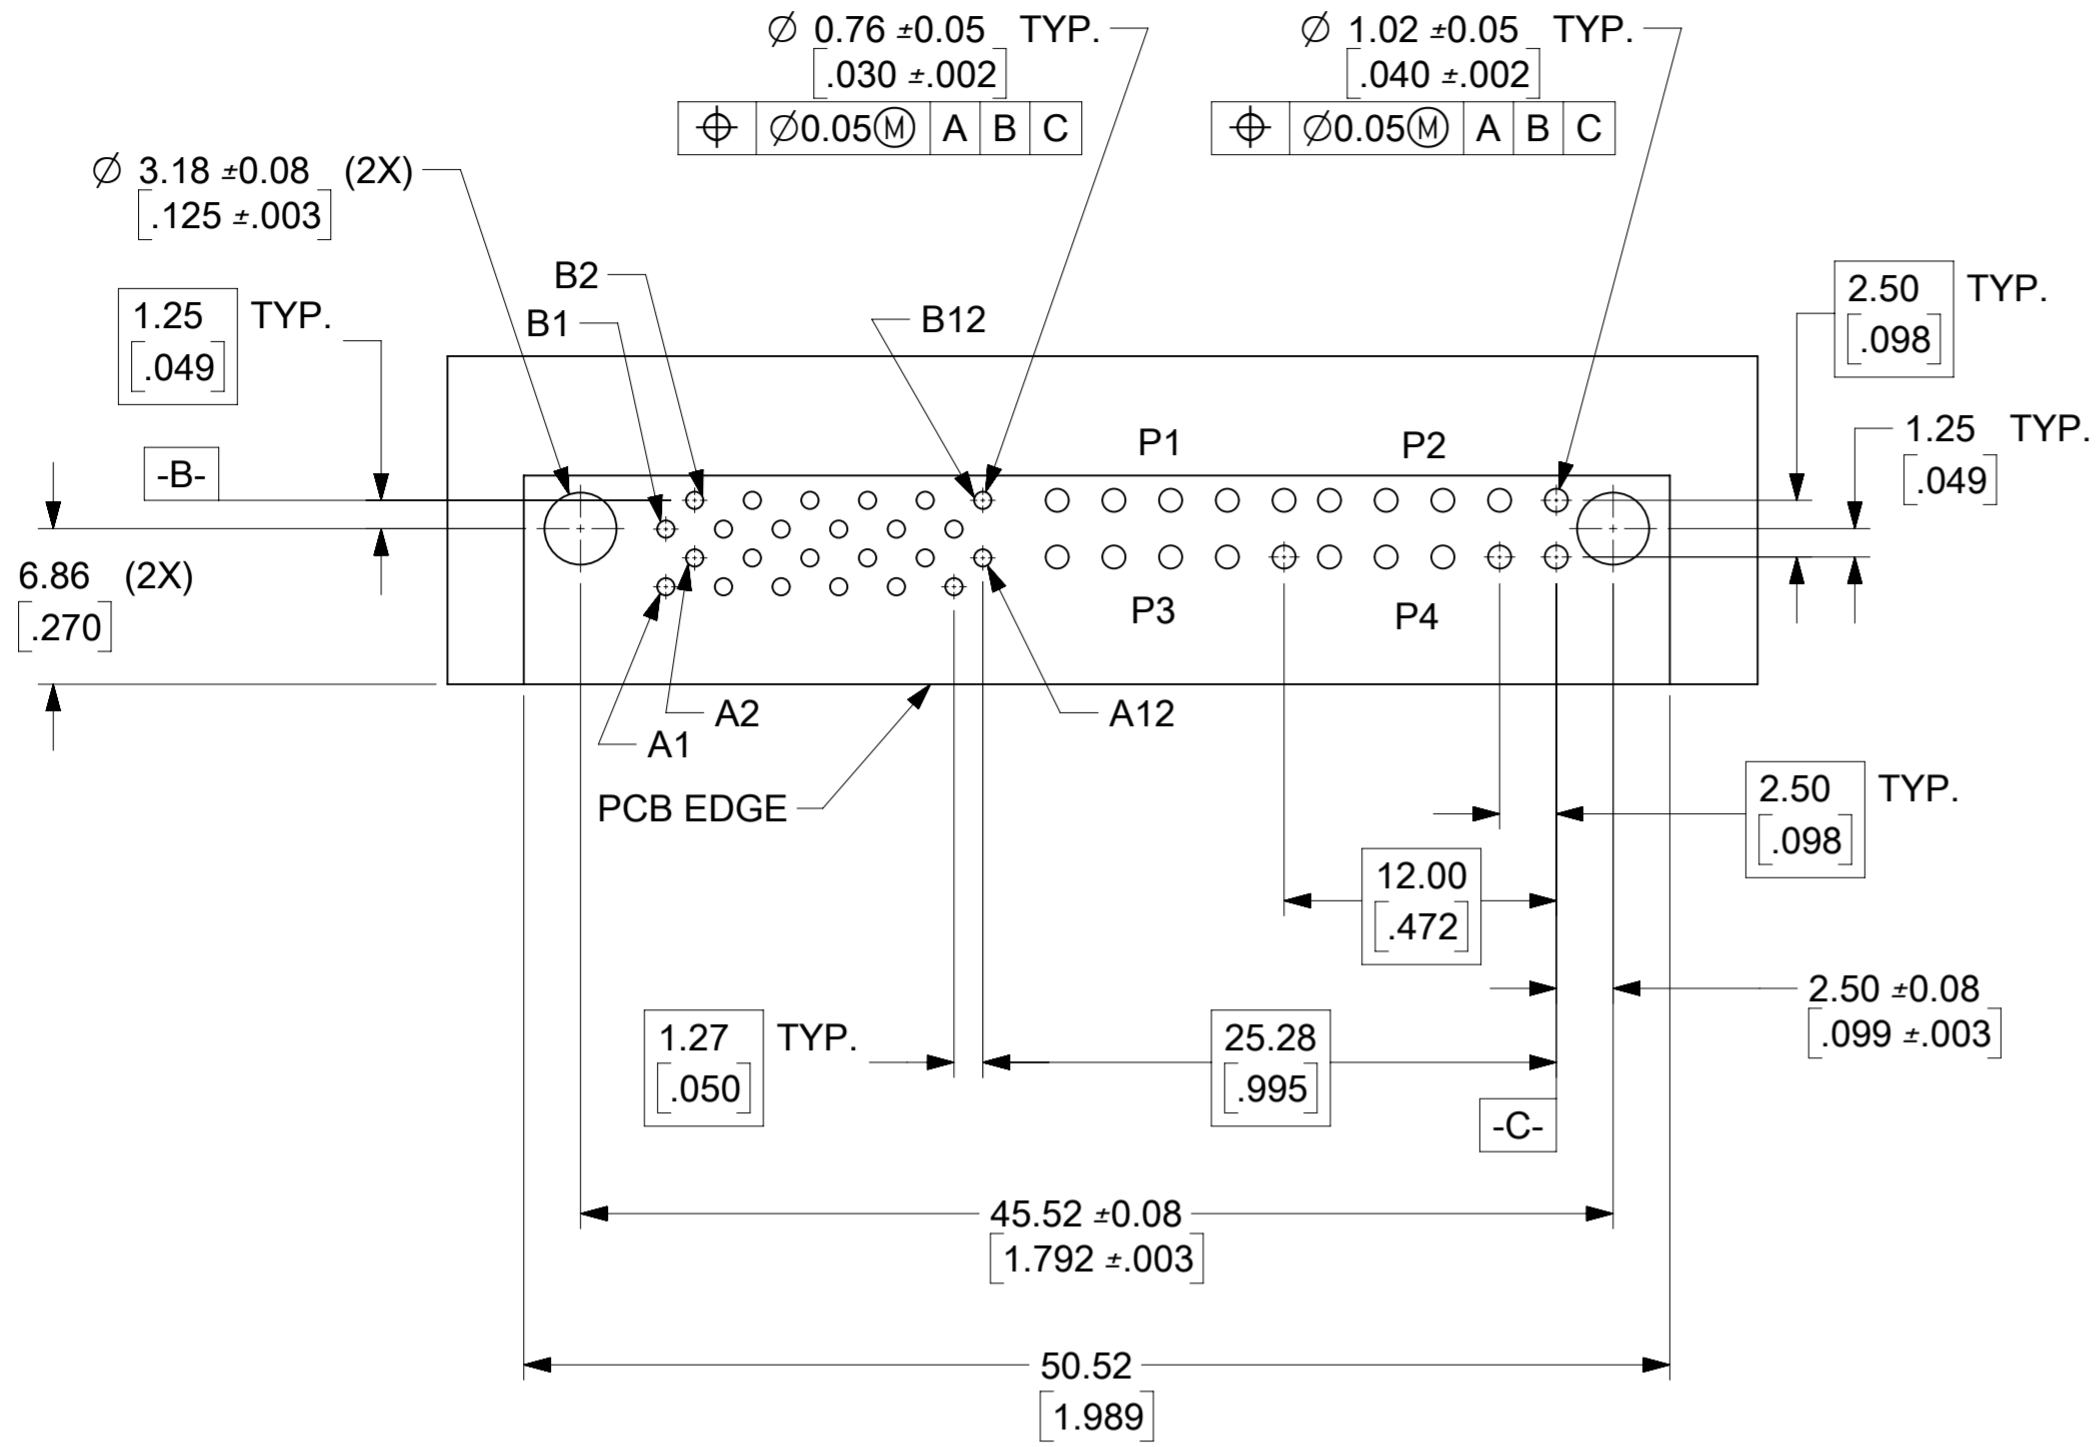 ⌀ 0.76 ±0.05 TYP.
[.030 ±.002]
⌖ ⌀0.05Ⓜ A B C
⌀ 1.02 ±0.05 TYP.
[.040 ±.002]
⌖ ⌀0.05Ⓜ A B C
⌀ 3.18 ±0.08 (2X)
[.125 ±.003]
B2
B1
B12
1.25 TYP.
[.049]
2.50 TYP.
[.098]
1.25 TYP.
[.049]
-B-
P1
P2
6.86 (2X)
[.270]
P3
P4
A2
A1
A12
PCB EDGE
2.50 TYP.
[.098]
12.00
[.472]
2.50 ±0.08
[.099 ±.003]
1.27 TYP.
[.050]
25.28
[.995]
-C-
45.52 ±0.08
[1.792 ±.003]
50.52
[1.989]